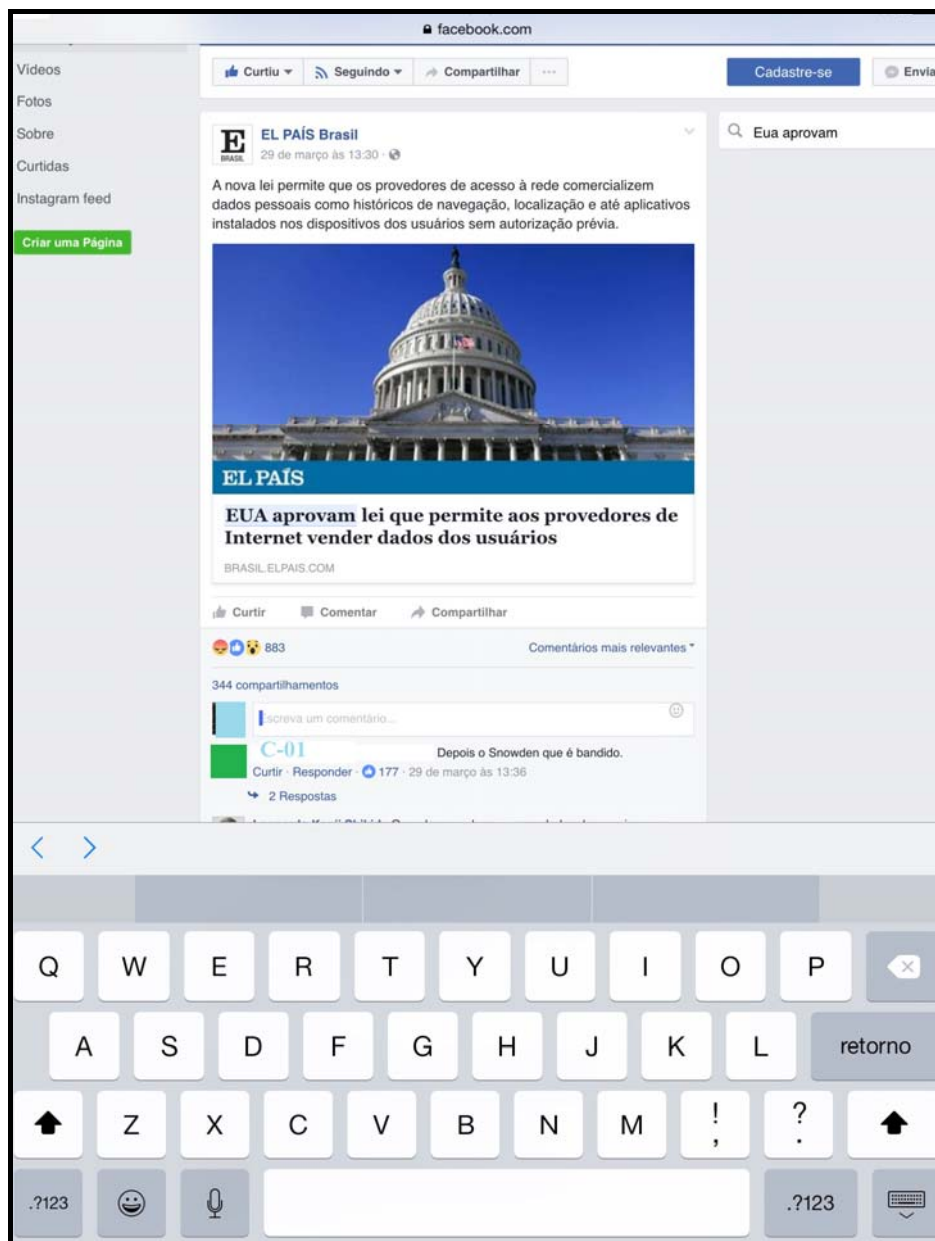 facebook.com
Vídeos
Fotos
Sobre
Curtidas
Instagram feed
Criar uma Página
Curtiu
Seguindo
Compartilhar
Cadastre-se
Eua aprovam
E
BRASIL
EL PAÍS Brasil
29 de março às 13:30 ·
A nova lei permite que os provedores de acesso à rede comercializem
dados pessoais como históricos de navegação, localização e até aplicativos
instalados nos dispositivos dos usuários sem autorização prévia.
EL PAÍS
EUA aprovam lei que permite aos provedores de
Internet vender dados dos usuários
BRASIL.ELPAIS.COM
Curtir Comentar Compartilhar
883 Comentários mais relevantes
344 compartilhamentos
Escreva um comentário...
C-01 Depois o Snowden que é bandido.
Curtir · Responder · 177 · 29 de março às 13:36
2 Respostas
Q W E R T Y U I O P
A S D F G H J K L retorno
Z X C V B N M ! , ? .
.?123 .?123